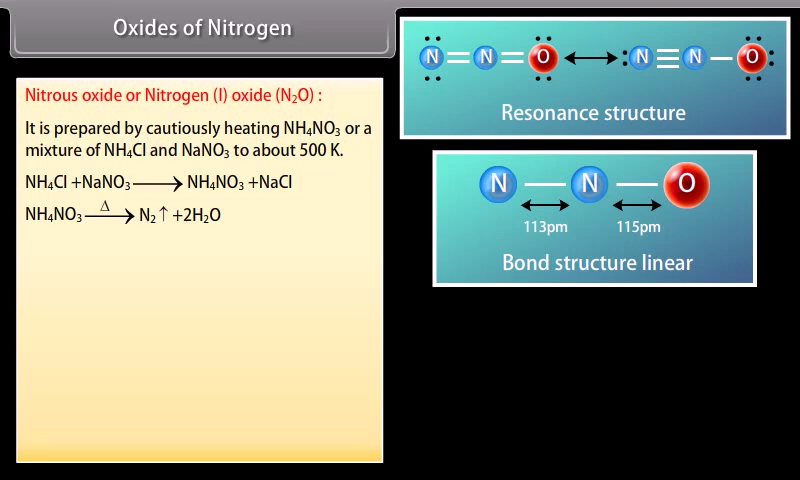 Oxides of Nitrogen
Nitrous oxide or Nitrogen (I) oxide (N₂O) :
It is prepared by cautiously heating NH₄NO₃ or a
mixture of NH₄Cl and NaNO₃ to about 500 K.
NH₄Cl +NaNO₃ ⟶ NH₄NO₃ +NaCl
NH₄NO₃ —Δ⟶ N₂ ↑ +2H₂O
N = N = O ⟷ :N ≡ N — O:
Resonance structure
N — N — O
113pm 115pm
Bond structure linear